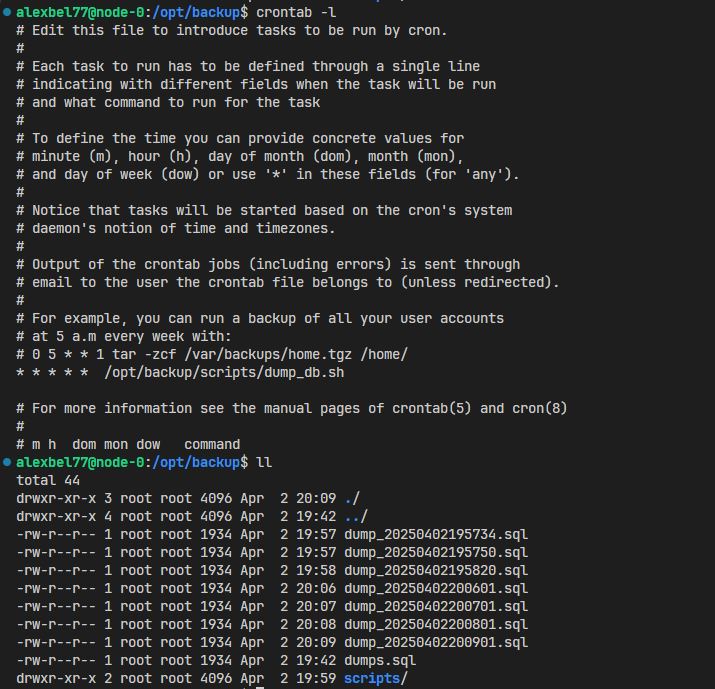 alexbel77@node-0:/opt/backup$ crontab -l
# Edit this file to introduce tasks to be run by cron.
#
# Each task to run has to be defined through a single line
# indicating with different fields when the task will be run
# and what command to run for the task
#
# To define the time you can provide concrete values for
# minute (m), hour (h), day of month (dom), month (mon),
# and day of week (dow) or use '*' in these fields (for 'any').
#
# Notice that tasks will be started based on the cron's system
# daemon's notion of time and timezones.
#
# Output of the crontab jobs (including errors) is sent through
# email to the user the crontab file belongs to (unless redirected).
#
# For example, you can run a backup of all your user accounts
# at 5 a.m every week with:
# 0 5 * * 1 tar -zcf /var/backups/home.tgz /home/
* * * * *  /opt/backup/scripts/dump_db.sh

# For more information see the manual pages of crontab(5) and cron(8)
#
# m h  dom mon dow   command
alexbel77@node-0:/opt/backup$ ll
total 44
drwxr-xr-x 3 root root 4096 Apr  2 20:09 ./
drwxr-xr-x 4 root root 4096 Apr  2 19:42 ../
-rw-r--r-- 1 root root 1934 Apr  2 19:57 dump_20250402195734.sql
-rw-r--r-- 1 root root 1934 Apr  2 19:57 dump_20250402195750.sql
-rw-r--r-- 1 root root 1934 Apr  2 19:58 dump_20250402195820.sql
-rw-r--r-- 1 root root 1934 Apr  2 20:06 dump_20250402200601.sql
-rw-r--r-- 1 root root 1934 Apr  2 20:07 dump_20250402200701.sql
-rw-r--r-- 1 root root 1934 Apr  2 20:08 dump_20250402200801.sql
-rw-r--r-- 1 root root 1934 Apr  2 20:09 dump_20250402200901.sql
-rw-r--r-- 1 root root 1934 Apr  2 19:42 dumps.sql
drwxr-xr-x 2 root root 4096 Apr  2 19:59 scripts/